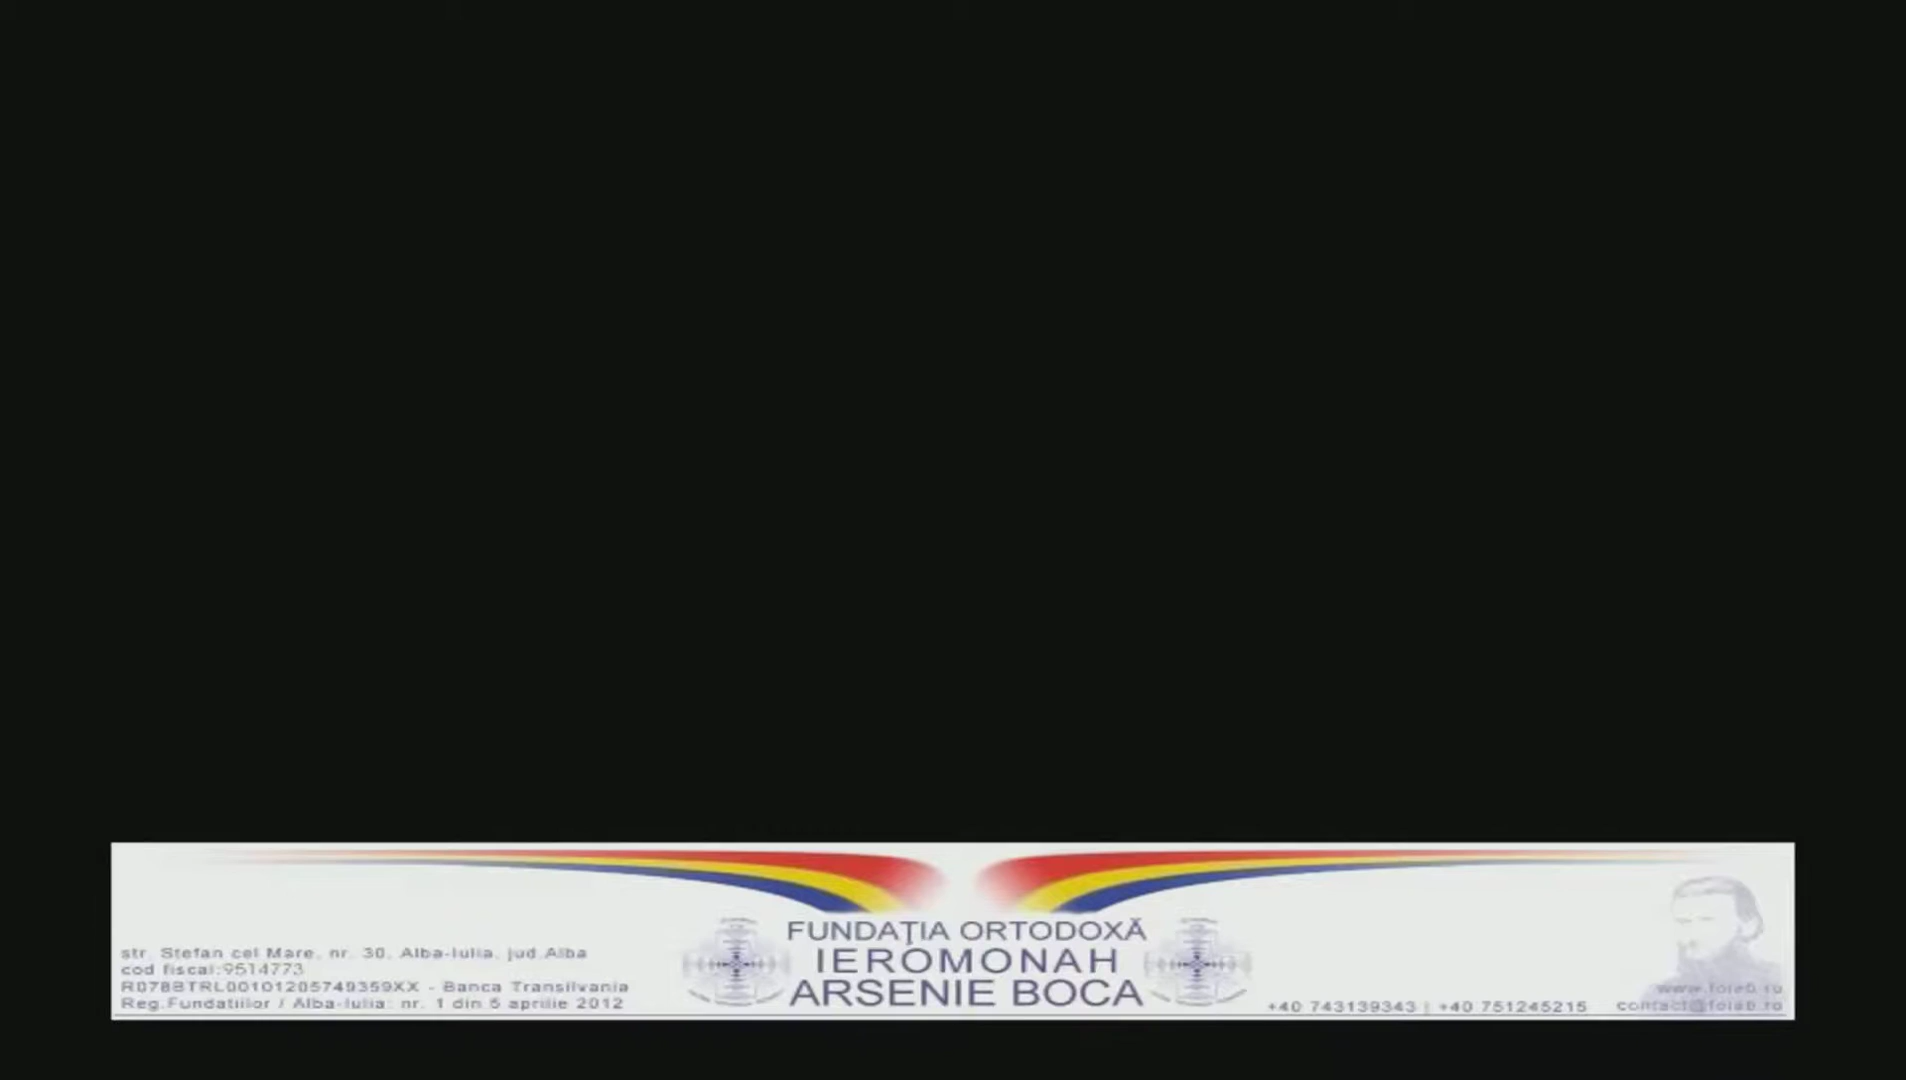 FUNDAŢIA ORTODOXĂ
IEROMONAH
ARSENIE BOCA
str. Stefan cel Mare, nr. 30, Alba-Iulia, jud.Alba
cod fiscal:9514773
R078BTRL00101205749359XX - Banca Transilvania
Reg.Fundatiilor / Alba-Iulia: nr. 1 din 5 aprilie 2012
+40 743139343 | +40 751245215